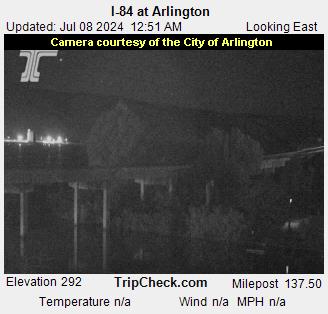 I-84 at Arlington
Updated: Jul 08 2024 12:51 AM Looking East
Camera courtesy of the City of Arlington
Elevation 292 TripCheck.com Milepost 137.50
Temperature n/a Wind n/a MPH n/a